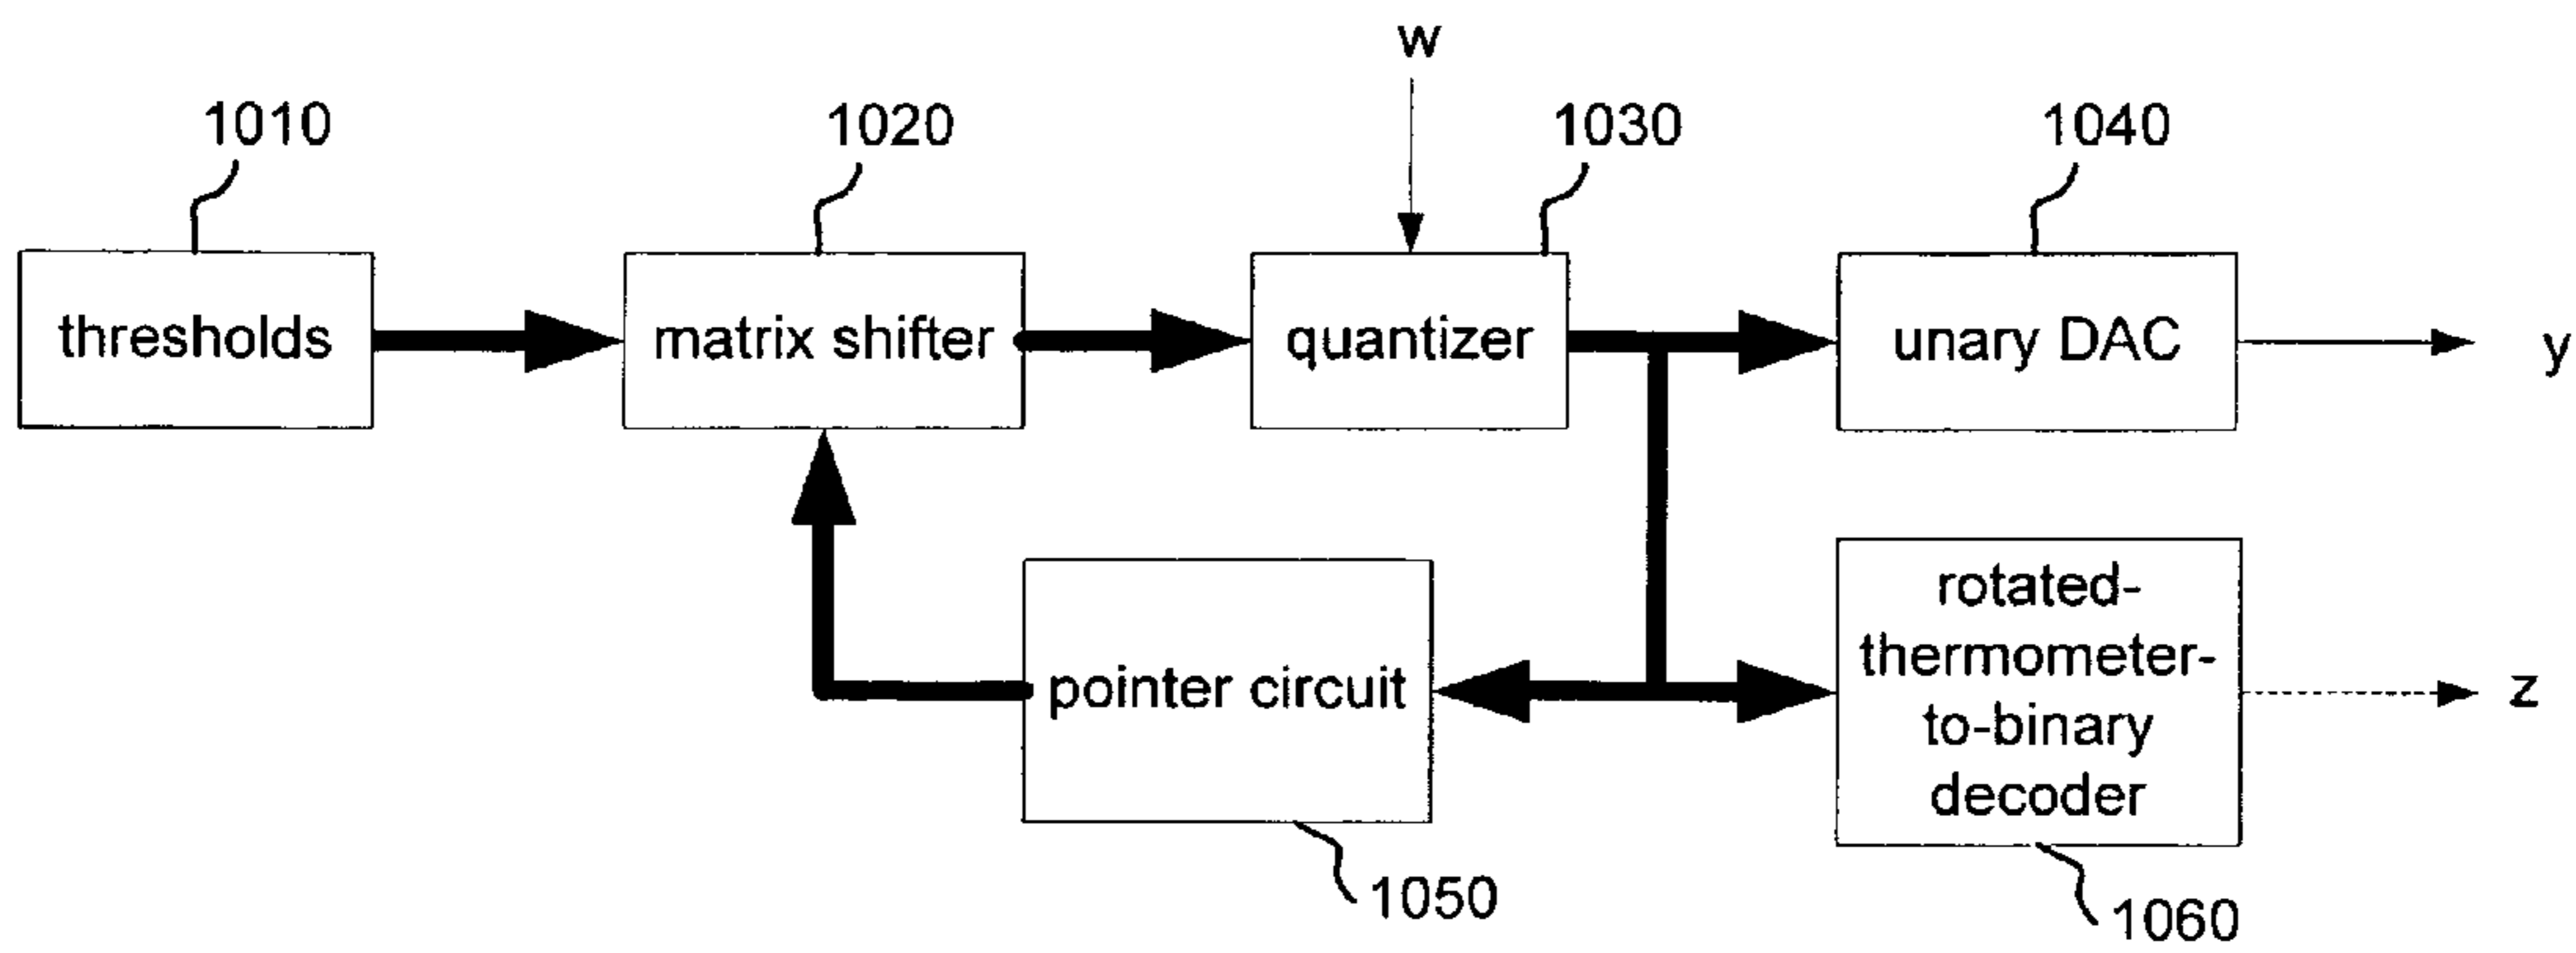 w
1010
1020
1030
1040
thresholds
matrix shifter
quantizer
unary DAC
y
pointer circuit
rotated-
thermometer-
to-binary
decoder
z
1050
1060